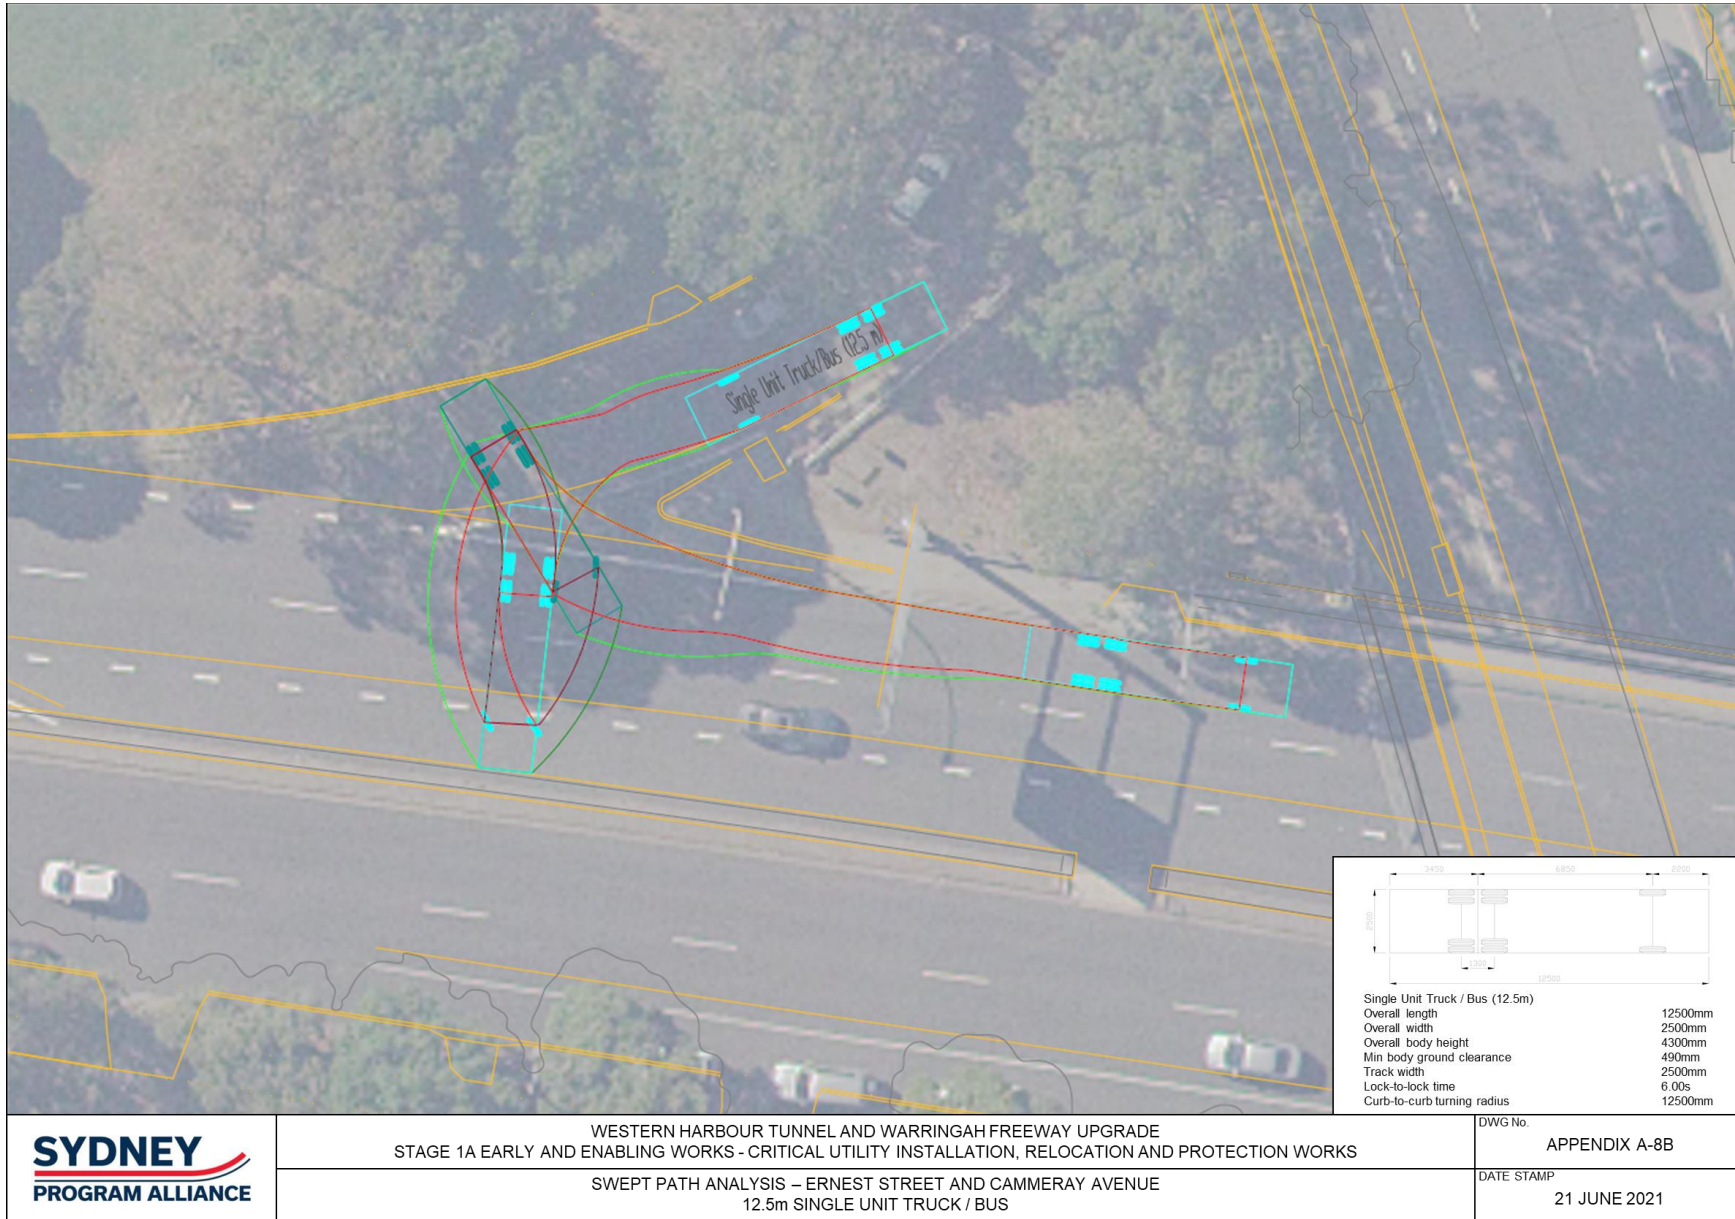 Single Unit Truck/Bus (12.5 m)
3450
6850
2200
2500
1300
12500
Single Unit Truck / Bus (12.5m)
Overall length 12500mm
Overall width 2500mm
Overall body height 4300mm
Min body ground clearance 490mm
Track width 2500mm
Lock-to-lock time 6.00s
Curb-to-curb turning radius 12500mm
SYDNEY
PROGRAM ALLIANCE
WESTERN HARBOUR TUNNEL AND WARRINGAH FREEWAY UPGRADE
STAGE 1A EARLY AND ENABLING WORKS - CRITICAL UTILITY INSTALLATION, RELOCATION AND PROTECTION WORKS
SWEPT PATH ANALYSIS – ERNEST STREET AND CAMMERAY AVENUE
12.5m SINGLE UNIT TRUCK / BUS
DWG No.
APPENDIX A-8B
DATE STAMP
21 JUNE 2021